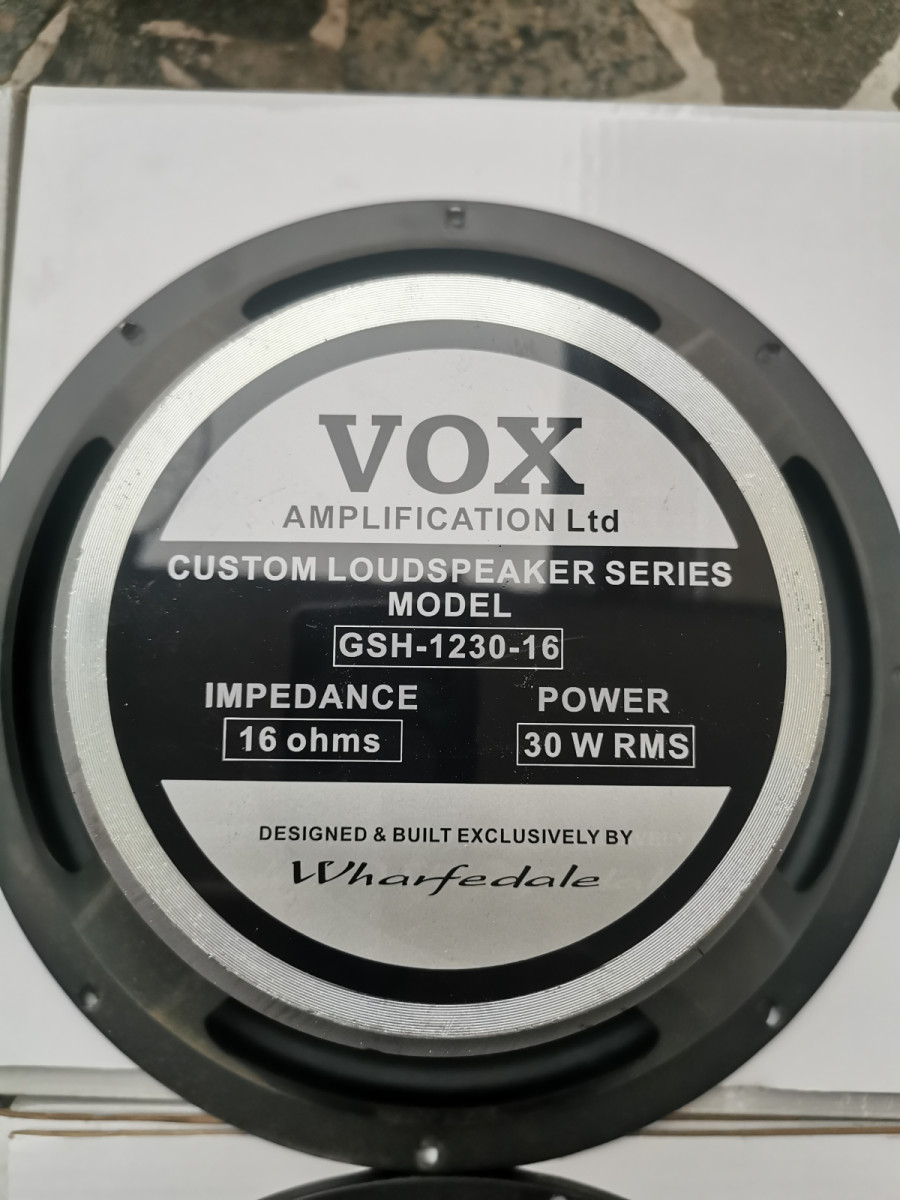 VOX
AMPLIFICATION Ltd
CUSTOM LOUDSPEAKER SERIES
MODEL
GSH-1230-16
IMPEDANCE
16 ohms
POWER
30 W RMS
DESIGNED & BUILT EXCLUSIVELY BY
Wharfedale